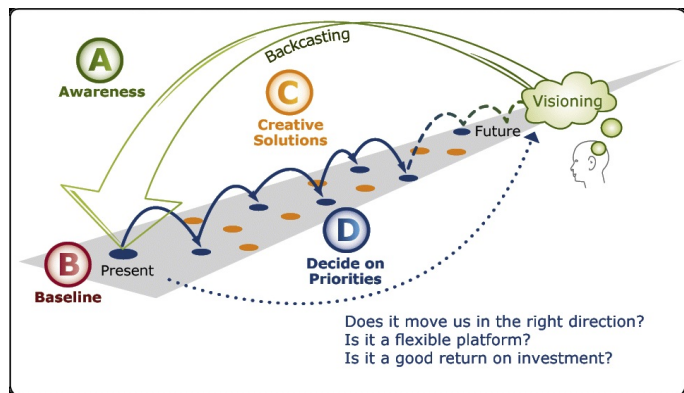 A
Awareness
Backcasting
C
Creative
Solutions
Visioning
Future
B
Baseline
Present
D
Decide on
Priorities
Does it move us in the right direction?
Is it a flexible platform?
Is it a good return on investment?